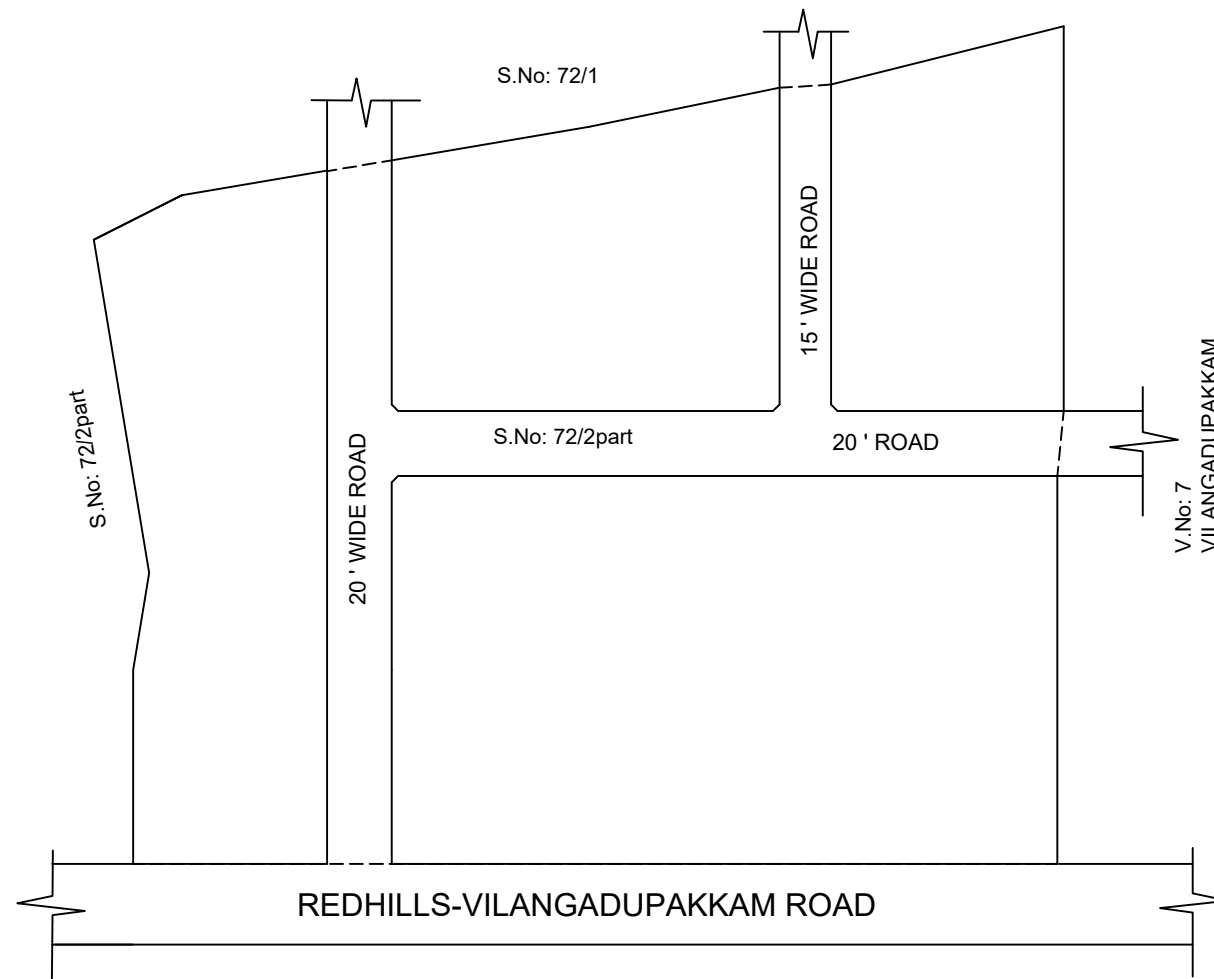 S.No: 72/1
15 ' WIDE ROAD
S.No: 72/2part
S.No: 72/2part
20 ' ROAD
20 ' WIDE ROAD
V.No: 7
VILANGADUPAKKAM
REDHILLS-VILANGADUPAKKAM ROAD